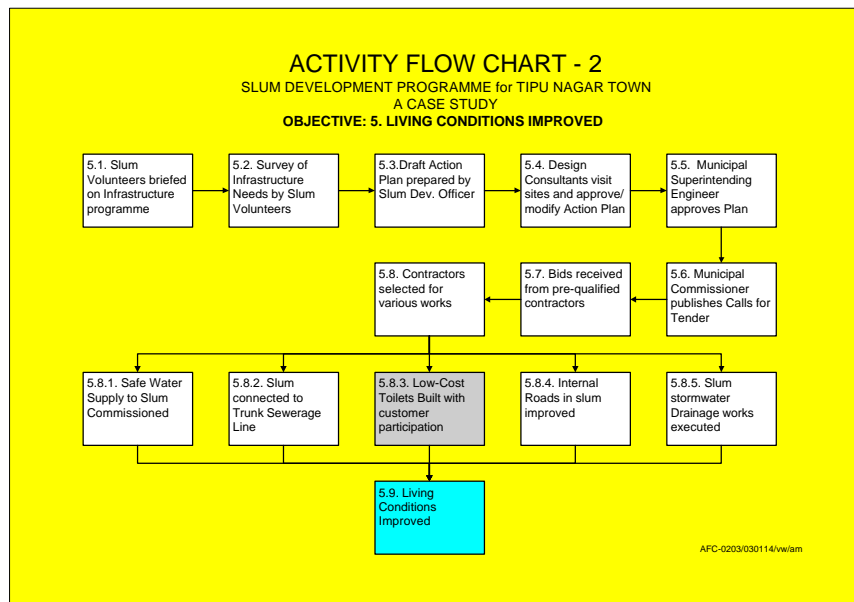 ACTIVITY FLOW CHART - 2
SLUM DEVELOPMENT PROGRAMME for TIPU NAGAR TOWN
A CASE STUDY
OBJECTIVE: 5. LIVING CONDITIONS IMPROVED
5.1. Slum
Volunteers briefed
on Infrastructure
programme
5.2. Survey of
Infrastructure
Needs by Slum
Volunteers
5.3.Draft Action
Plan prepared by
Slum Dev. Officer
5.4. Design
Consultants visit
sites and approve/
modify Action Plan
5.5. Municipal
Superintending
Engineer
approves Plan
5.6. Municipal
Commissioner
publishes Calls for
Tender
5.7. Bids received
from pre-qualified
contractors
5.8. Contractors
selected for
various works
5.8.1. Safe Water
Supply to Slum
Commissioned
5.8.2. Slum
connected to
Trunk Sewerage
Line
5.8.3. Low-Cost
Toilets Built with
customer
participation
5.8.4. Internal
Roads in slum
improved
5.8.5. Slum
stormwater
Drainage works
executed
5.9. Living
Conditions
Improved
AFC-0203/030114/vw/am